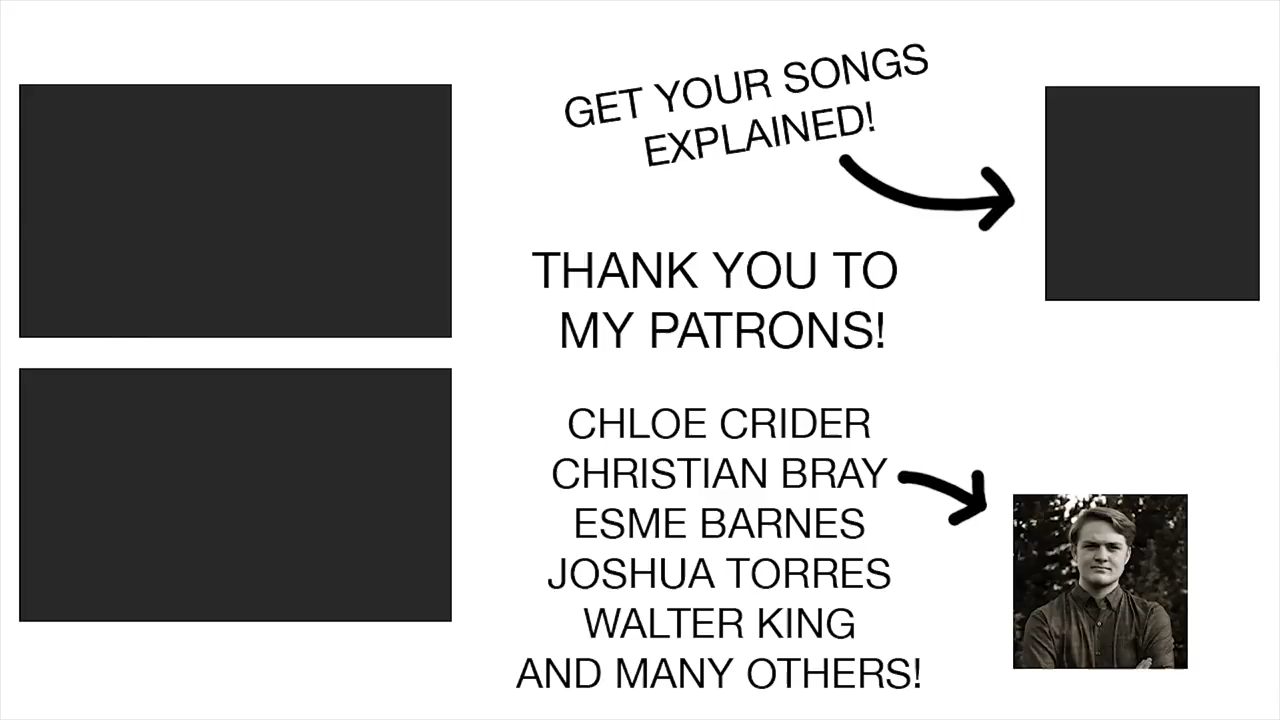 GET YOUR SONGS
EXPLAINED!
THANK YOU TO
MY PATRONS!
CHLOE CRIDER
CHRISTIAN BRAY
ESME BARNES
JOSHUA TORRES
WALTER KING
AND MANY OTHERS!